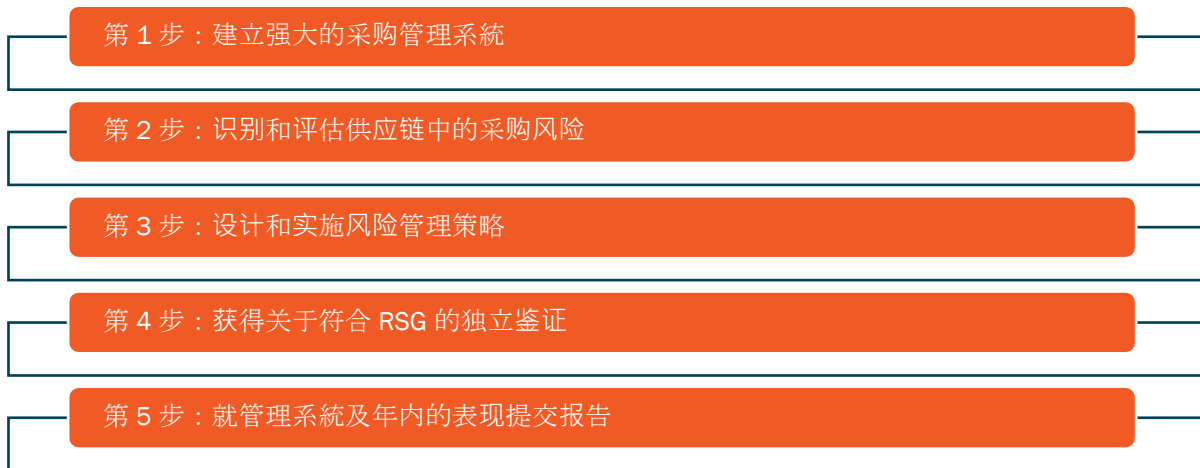 第 1 步：建立强大的采购管理系統
第 2 步：识别和评估供应链中的采购风险
第 3 步：设计和实施风险管理策略
第 4 步：获得关于符合 RSG 的独立鉴证
第 5 步：就管理系統及年内的表现提交报告